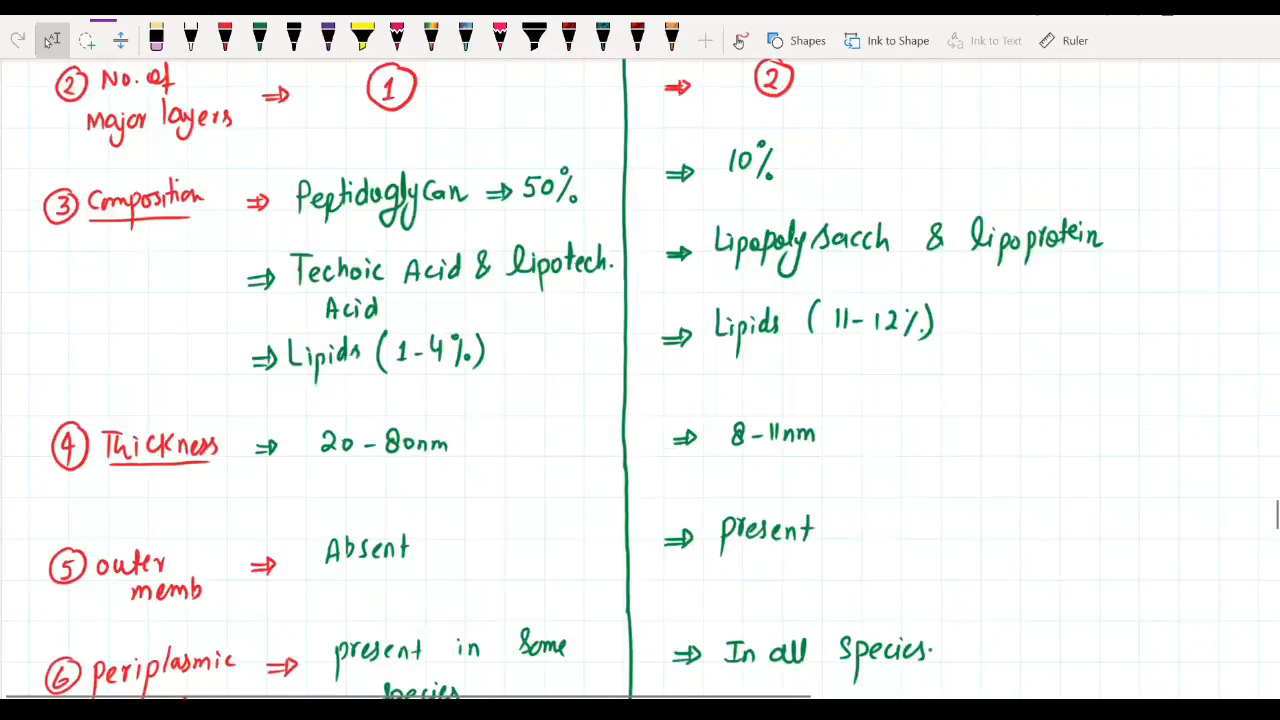 Shapes Ink to Shape Ink to Text Ruler
② No. of ⇒ ① ⇒ ②
major layers
③ Composition ⇒ Peptidoglycan ⇒ 50% ⇒ 10%
⇒ Techoic Acid & lipotech. ⇒ Lipopolysacch & lipoprotein
Acid
⇒ Lipids (1-4%) ⇒ Lipids (11-12%)
④ Thickness ⇒ 20-80nm ⇒ 8-11nm
⑤ outer ⇒ Absent ⇒ present
memb
⑥ periplasmic ⇒ present in some ⇒ In all species.
species